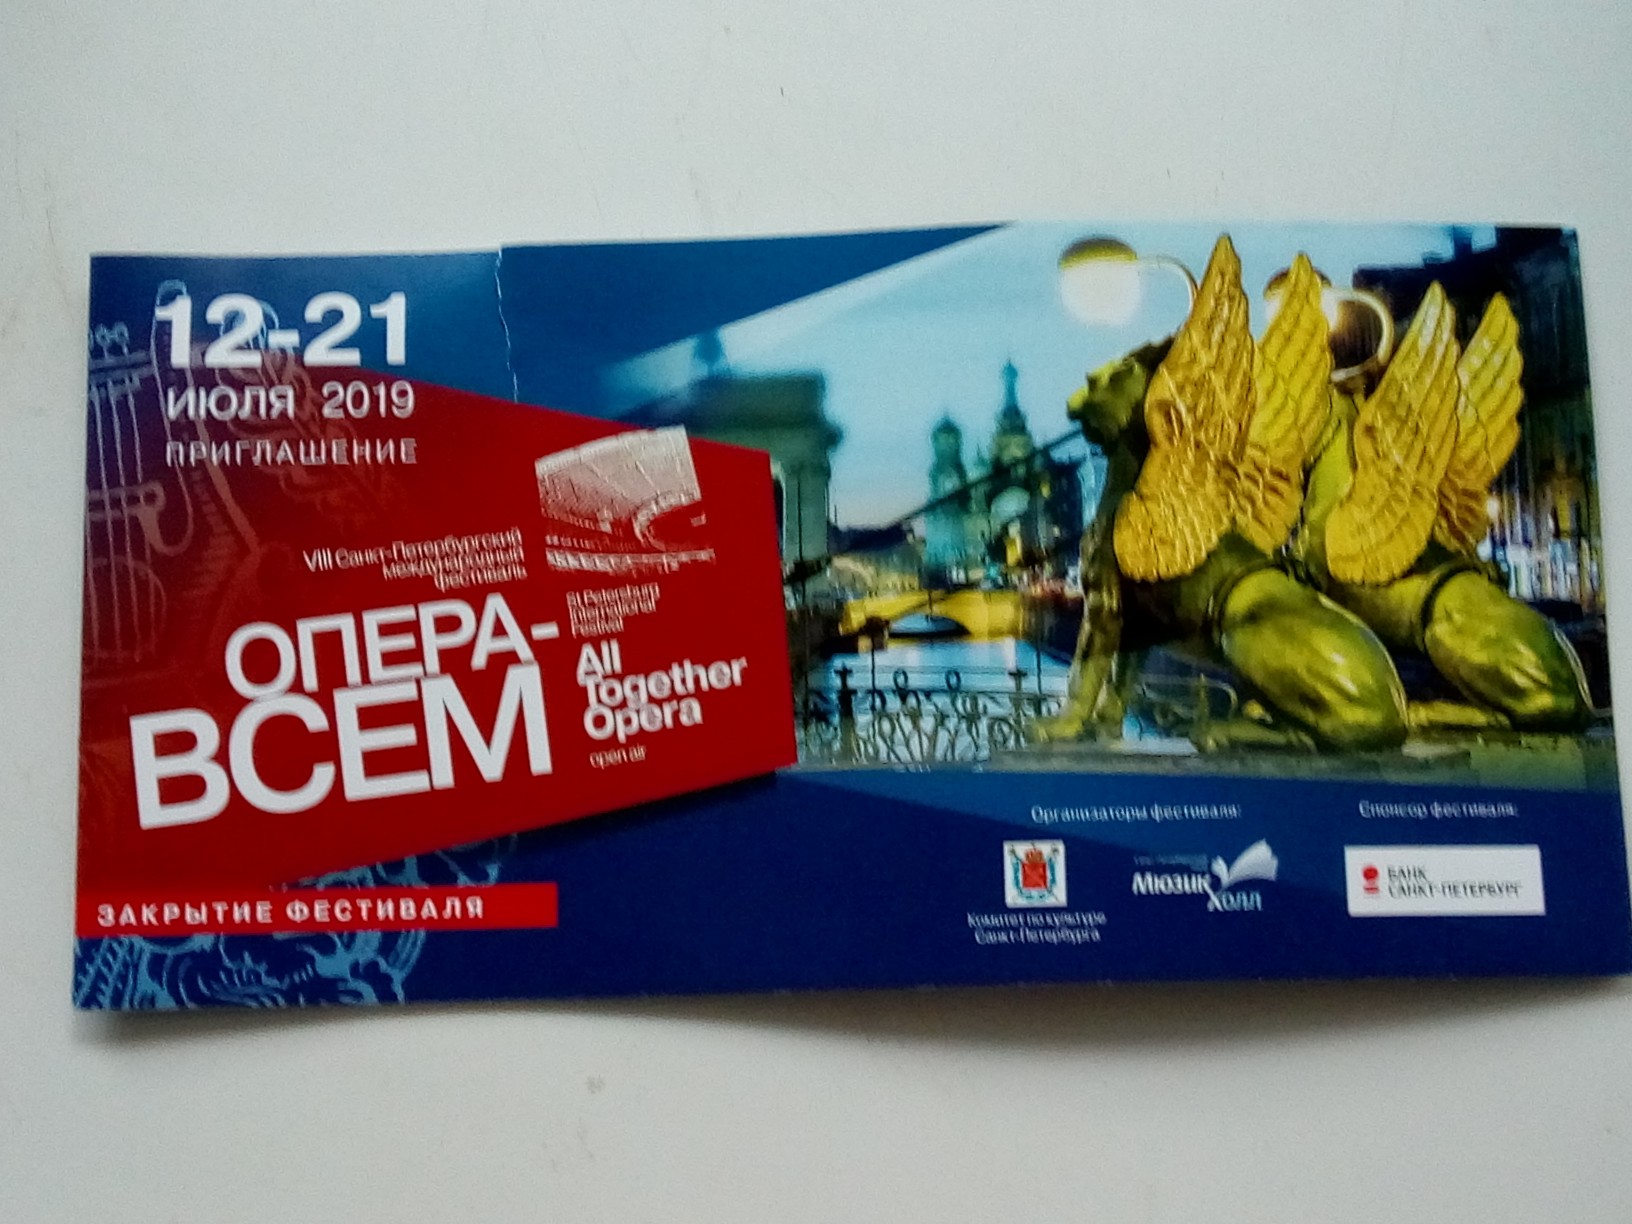 12-21
ИЮЛЯ 2019
ПРИГЛАШЕНИЕ
VIII Санкт-Петербургский
международный
фестиваль
ОПЕРА-
ВСЕМ
St Petersburg
International
Festival
All
Together
Opera
open air
ЗАКРЫТИЕ ФЕСТИВАЛЯ
Организаторы фестиваля:
Комитет по культуре
Санкт-Петербурга
Мюзик
Холл
Спонсор фестиваля:
БАНК
САНКТ-ПЕТЕРБУРГ